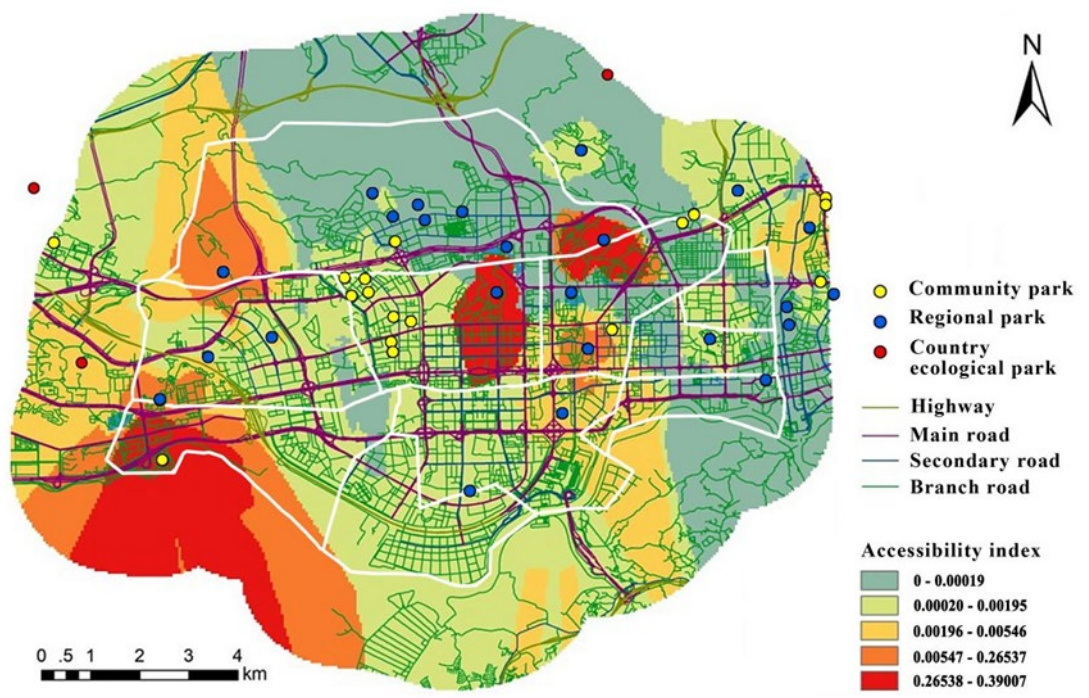 N
Community park
Regional park
Country
ecological park
Highway
Main road
Secondary road
Branch road
Accessibility index
0 - 0.00019
0.00020 - 0.00195
0.00196 - 0.00546
0.00547 - 0.26537
0.26538 - 0.39007
0 .5 1 2 3 4
km